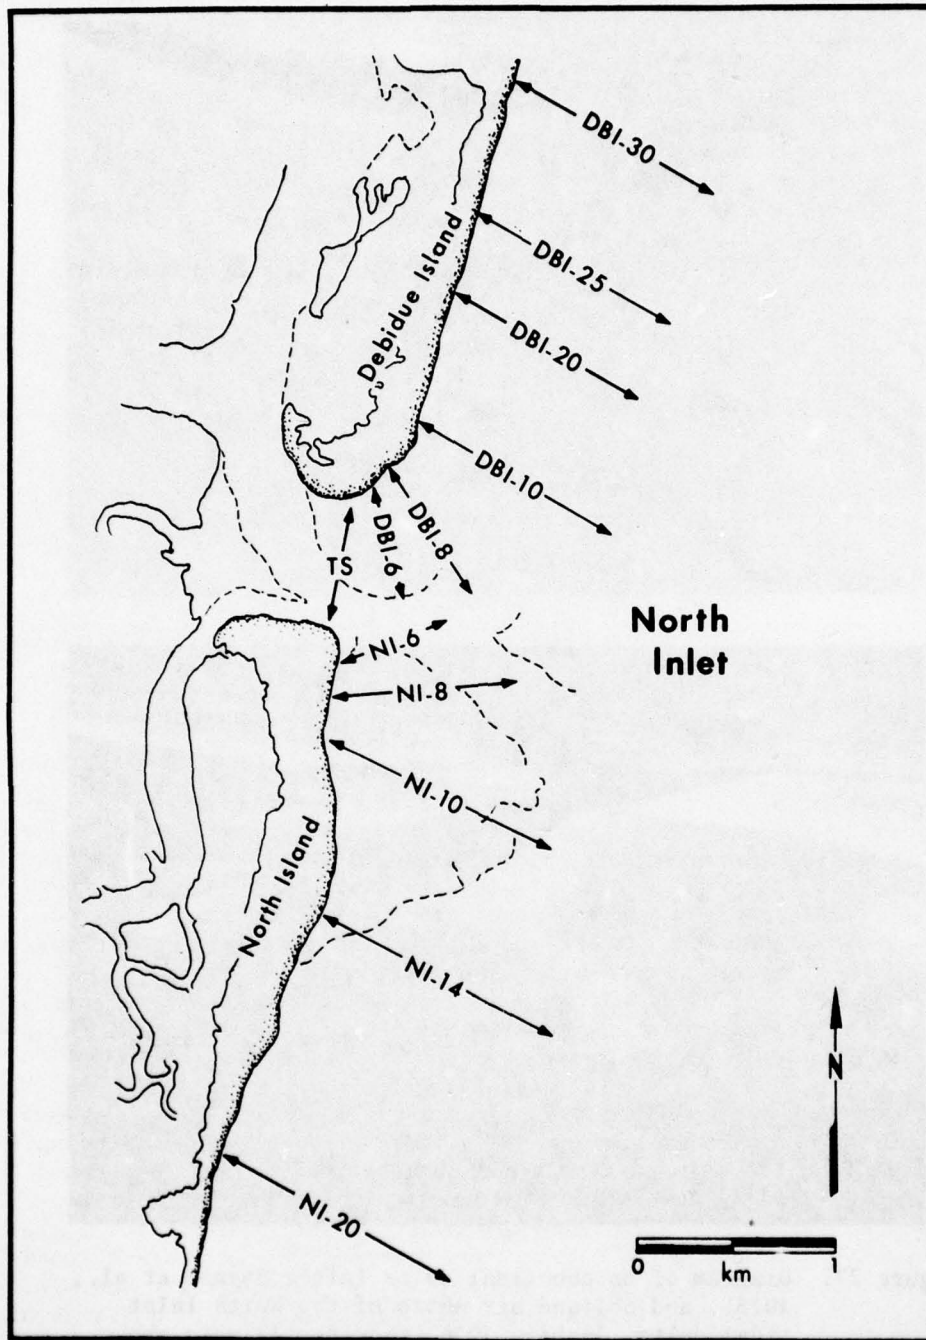 DBI-30
DBI-25
Debidue Island
DBI-20
DBI-10
DBI-8
DBI-6
TS
North
Inlet
NI-6
NI-8
NI-10
North Island
NI-14
N
NI-20
0
1
km